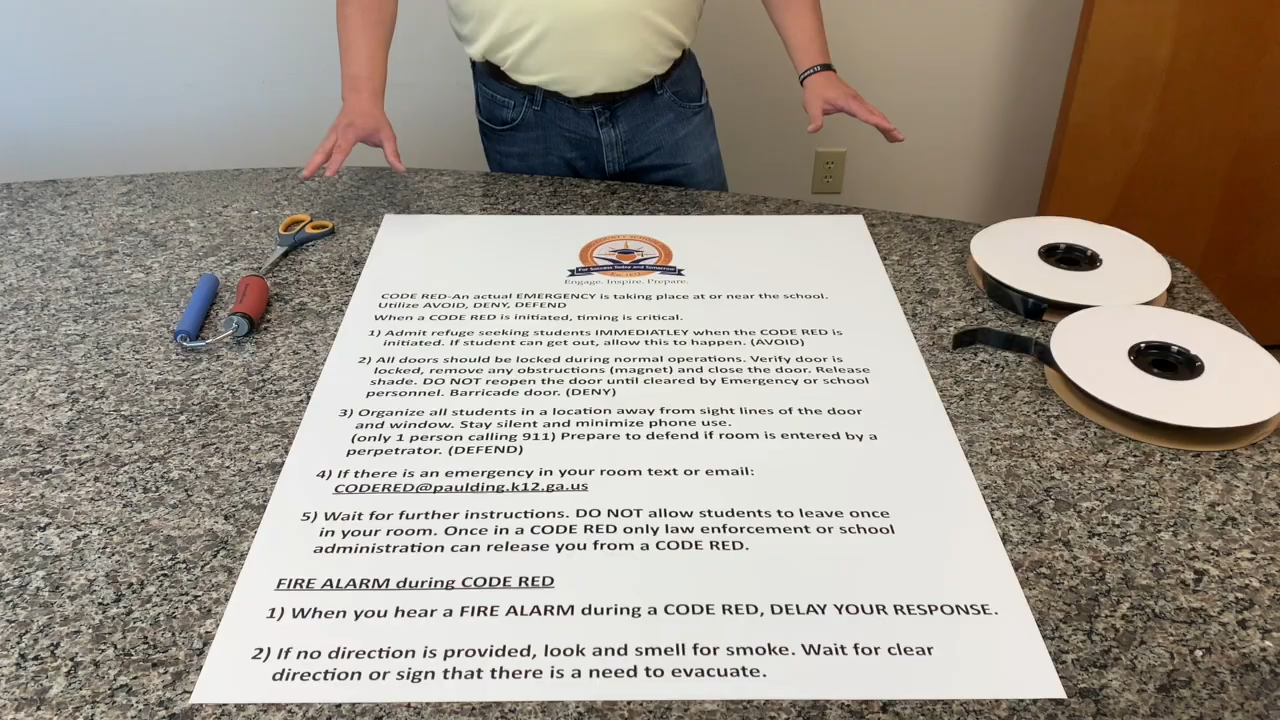 For Success Today and Tomorrow
Engage. Inspire. Prepare.
CODE RED-An actual EMERGENCY is taking place at or near the school.
Utilize AVOID, DENY, DEFEND
When a CODE RED is initiated, timing is critical.
1) Admit refuge seeking students IMMEDIATLEY when the CODE RED is
initiated. If student can get out, allow this to happen. (AVOID)
2) All doors should be locked during normal operations. Verify door is
locked, remove any obstructions (magnet) and close the door. Release
shade. DO NOT reopen the door until cleared by Emergency or school
personnel. Barricade door. (DENY)
3) Organize all students in a location away from sight lines of the door
and window. Stay silent and minimize phone use.
(only 1 person calling 911) Prepare to defend if room is entered by a
perpetrator. (DEFEND)
4) If there is an emergency in your room text or email:
CODERED@paulding.k12.ga.us
5) Wait for further instructions. DO NOT allow students to leave once
in your room. Once in a CODE RED only law enforcement or school
administration can release you from a CODE RED.
FIRE ALARM during CODE RED
1) When you hear a FIRE ALARM during a CODE RED, DELAY YOUR RESPONSE.
2) If no direction is provided, look and smell for smoke. Wait for clear
direction or sign that there is a need to evacuate.